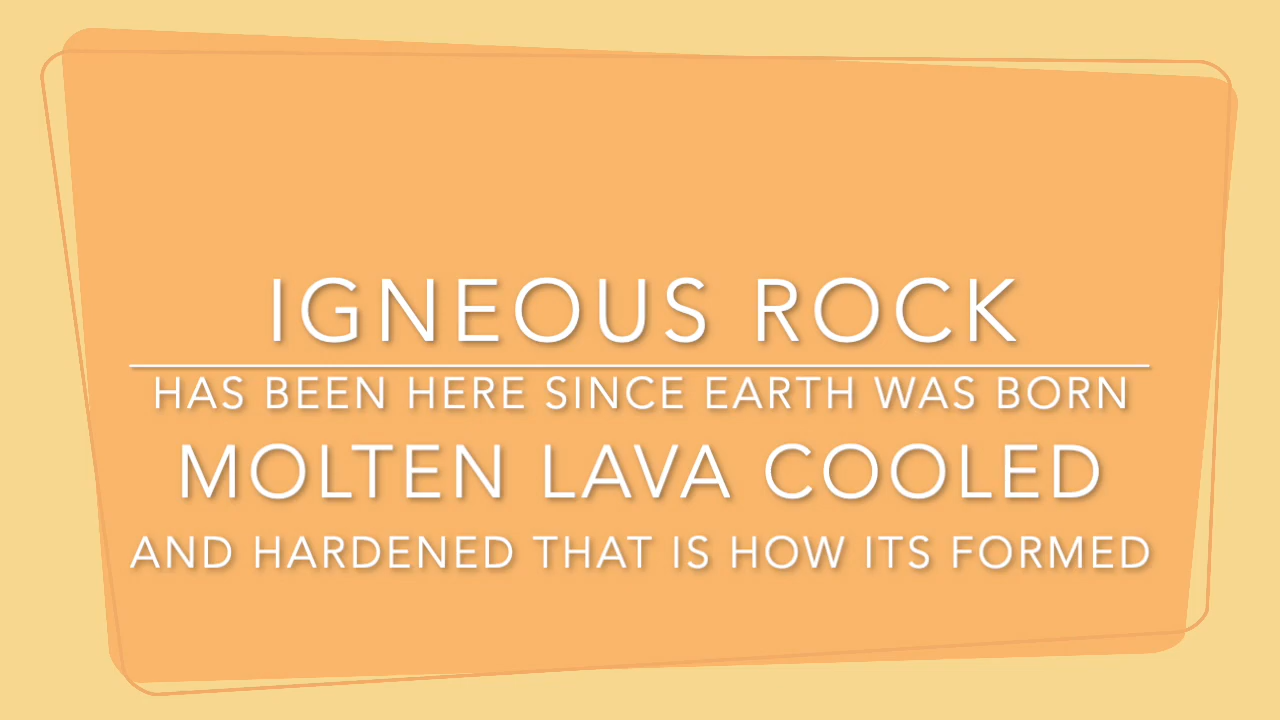 IGNEOUS ROCK
HAS BEEN HERE SINCE EARTH WAS BORN
MOLTEN LAVA COOLED
AND HARDENED THAT IS HOW ITS FORMED